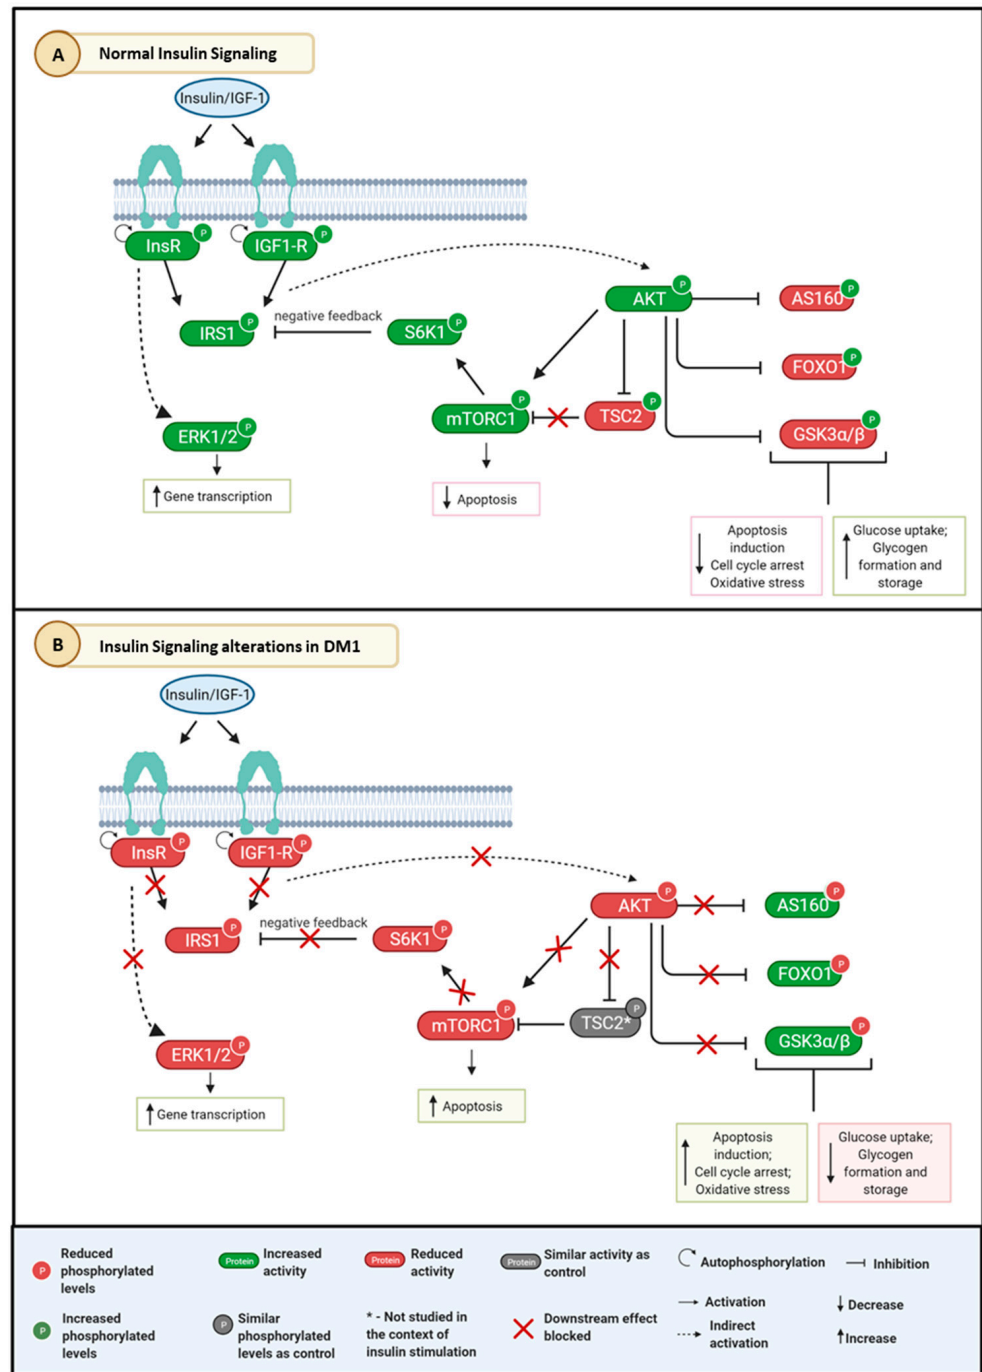 A
Normal Insulin Signaling
Insulin/IGF-1
InsR
P
IGF1-R
P
AKT
P
AS160
P
IRS1
P
negative feedback
S6K1
P
FOXO1
P
mTORC1
P
TSC2
P
ERK1/2
P
GSK3α/β
P
Gene transcription
Apoptosis
Apoptosis
induction
Cell cycle arrest
Oxidative stress
Glucose uptake;
Glycogen
formation and
storage
B
Insulin Signaling alterations in DM1
Insulin/IGF-1
InsR
P
IGF1-R
P
AKT
P
AS160
P
IRS1
P
negative feedback
S6K1
P
FOXO1
P
mTORC1
P
TSC2*
P
ERK1/2
P
GSK3α/β
P
Gene transcription
Apoptosis
Apoptosis
induction;
Cell cycle arrest;
Oxidative stress
Glucose uptake;
Glycogen
formation and
storage
P
Reduced
phosphorylated
levels
Protein
Increased
activity
Protein
Reduced
activity
Protein
Similar activity as
control
Autophosphorylation
Inhibition
P
Increased
phosphorylated
levels
P
Similar
phosphorylated
levels as control
* - Not studied in
the context of
insulin stimulation
Downstream effect
blocked
Activation
Indirect
activation
Decrease
Increase